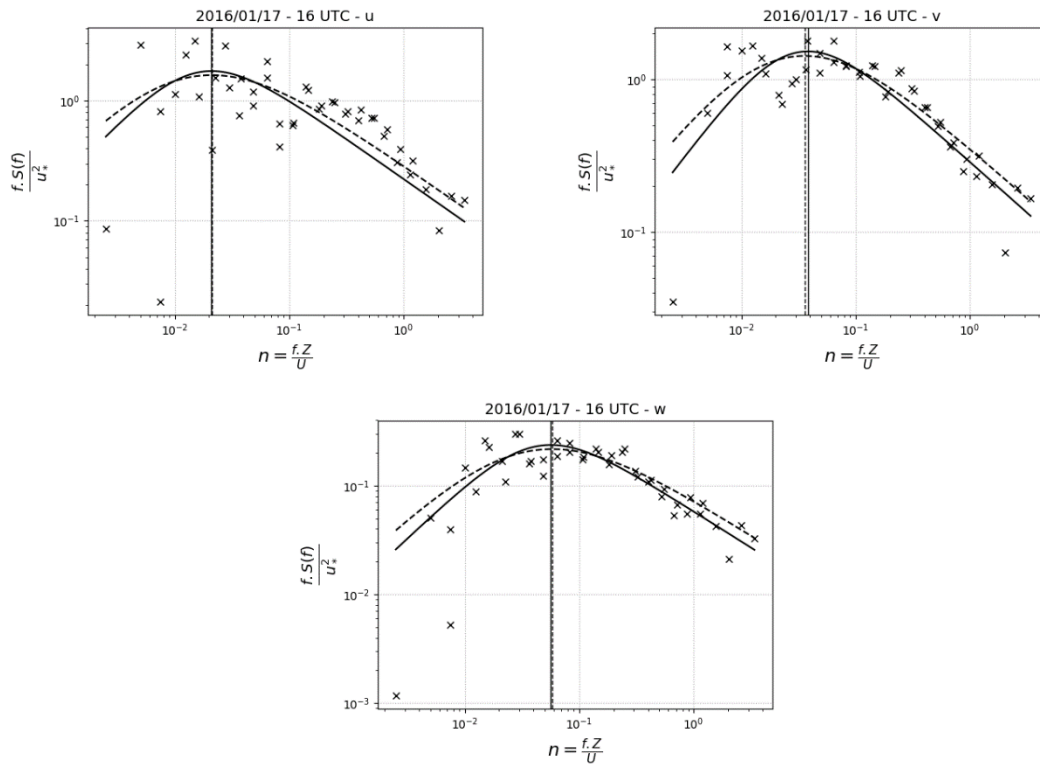 2016/01/17 - 16 UTC - u
10⁰
10⁻¹
f.S(f)
u*²
10⁻²
10⁻¹
10⁰
n = f.Z
U
2016/01/17 - 16 UTC - v
10⁰
10⁻¹
f.S(f)
u*²
10⁻²
10⁻¹
10⁰
n = f.Z
U
2016/01/17 - 16 UTC - w
10⁻¹
10⁻²
10⁻³
f.S(f)
u*²
10⁻²
10⁻¹
10⁰
n = f.Z
U